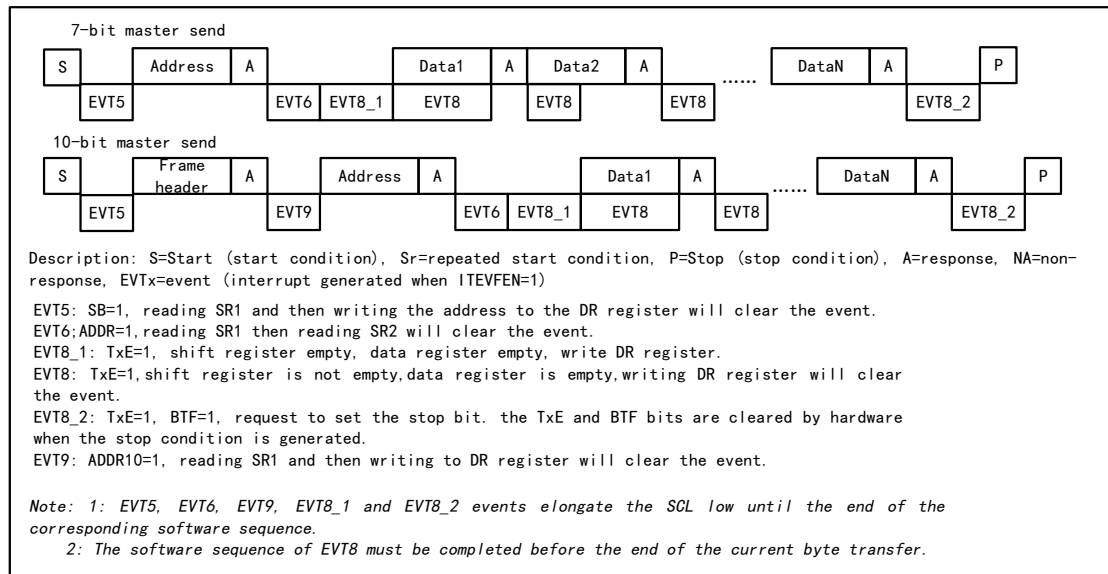 7-bit master send
S Address A Data1 A Data2 A ...... DataN A P
EVT5 EVT6 EVT8_1 EVT8 EVT8 EVT8 EVT8_2
10-bit master send
S Frame header A Address A Data1 A ...... DataN A P
EVT5 EVT9 EVT6 EVT8_1 EVT8 EVT8 EVT8_2
Description: S=Start (start condition), Sr=repeated start condition, P=Stop (stop condition), A=response, NA=non-
response, EVTx=event (interrupt generated when ITEVFEN=1)
EVT5: SB=1, reading SR1 and then writing the address to the DR register will clear the event.
EVT6;ADDR=1,reading SR1 then reading SR2 will clear the event.
EVT8_1: TxE=1, shift register empty, data register empty, write DR register.
EVT8: TxE=1,shift register is not empty,data register is empty,writing DR register will clear
the event.
EVT8_2: TxE=1, BTF=1, request to set the stop bit. the TxE and BTF bits are cleared by hardware
when the stop condition is generated.
EVT9: ADDR10=1, reading SR1 and then writing to DR register will clear the event.
Note: 1: EVT5, EVT6, EVT9, EVT8_1 and EVT8_2 events elongate the SCL low until the end of the
corresponding software sequence.
2: The software sequence of EVT8 must be completed before the end of the current byte transfer.